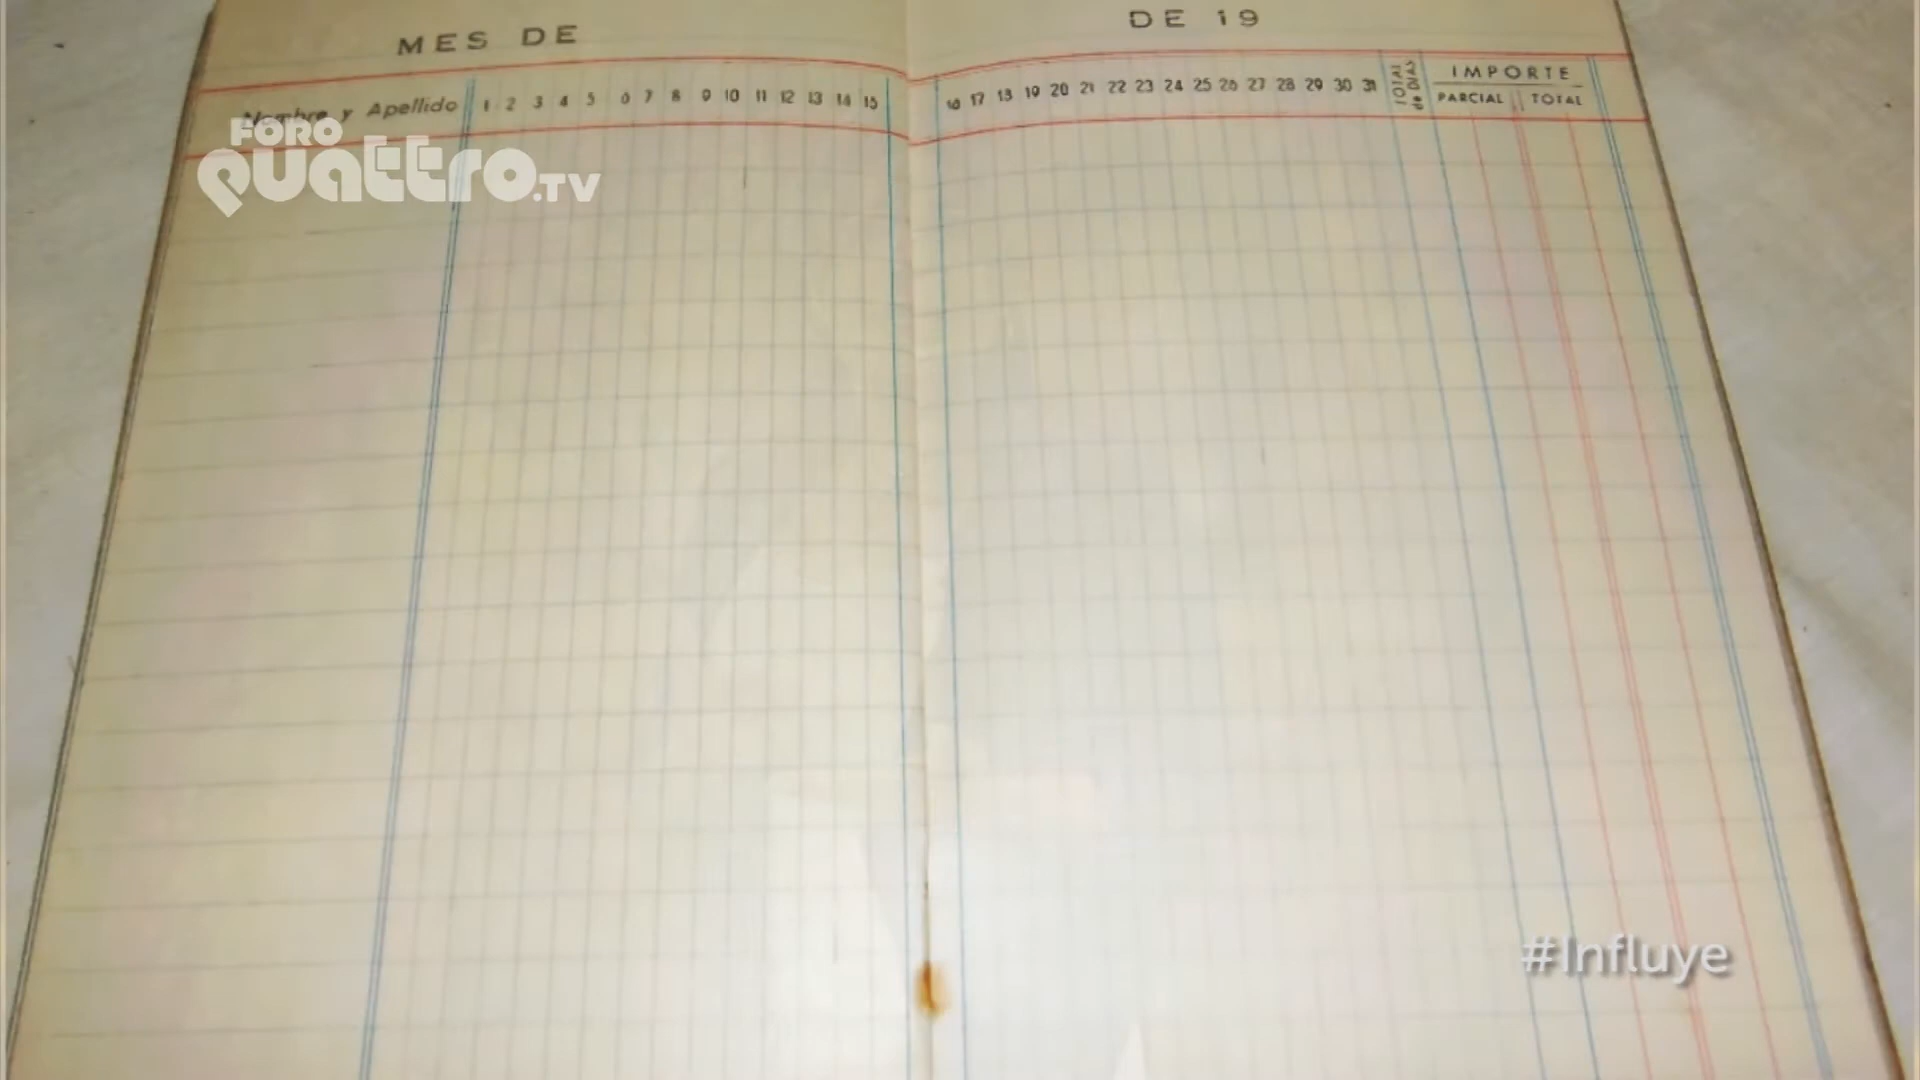 MES DE
DE 19
Nombre y Apellido 1 2 3 4 5 6 7 8 9 10 11 12 13 14 15
16 17 18 19 20 21 22 23 24 25 26 27 28 29 30 31 TOTAL de DIAS IMPORTE
PARCIAL TOTAL
FORO
QUATTRO.TV
#Influye